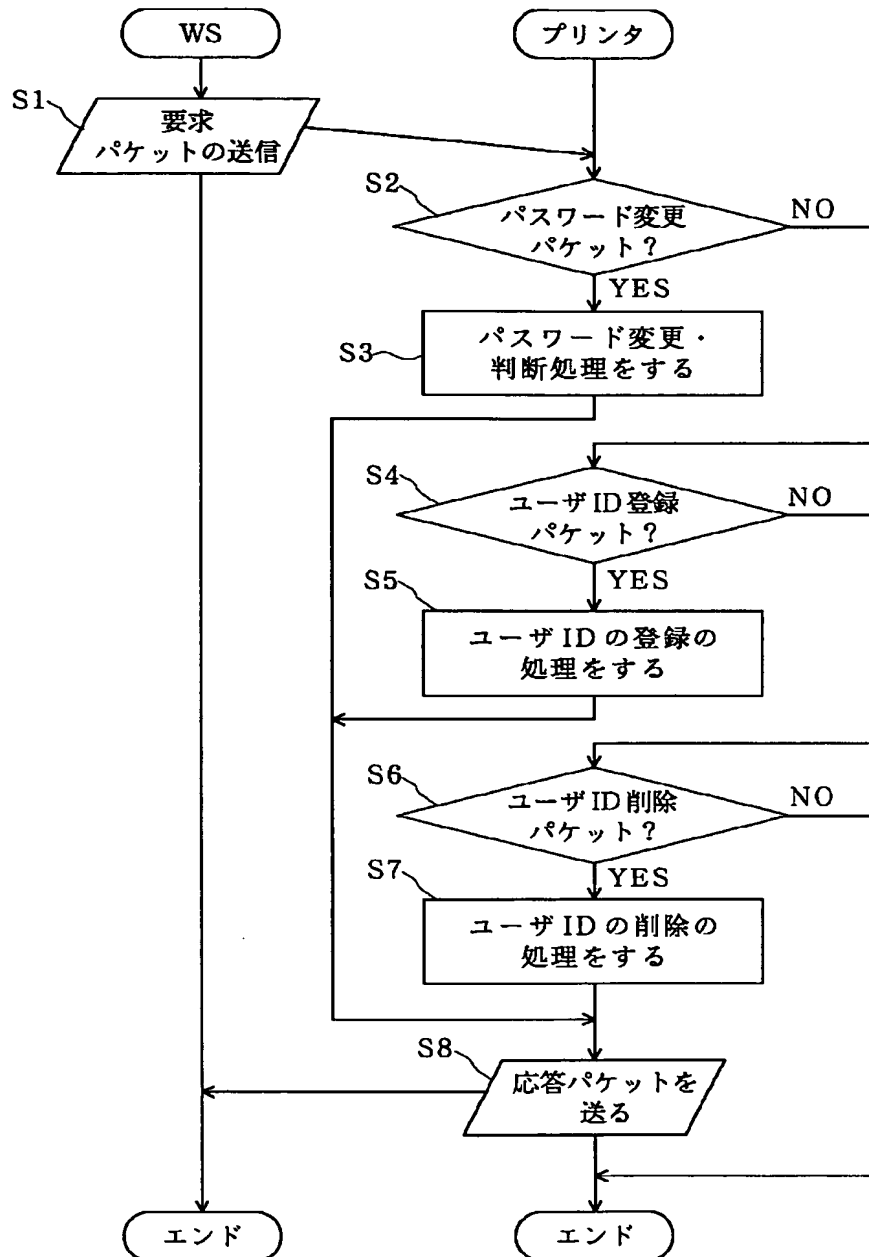 WS
プリンタ
S1
要求
パケットの送信
S2
パスワード変更
パケット?
NO
YES
S3
パスワード変更・
判断処理をする
S4
ユーザID登録
パケット?
NO
YES
S5
ユーザIDの登録の
処理をする
S6
ユーザID削除
パケット?
NO
YES
S7
ユーザIDの削除の
処理をする
S8
応答パケットを
送る
エンド
エンド